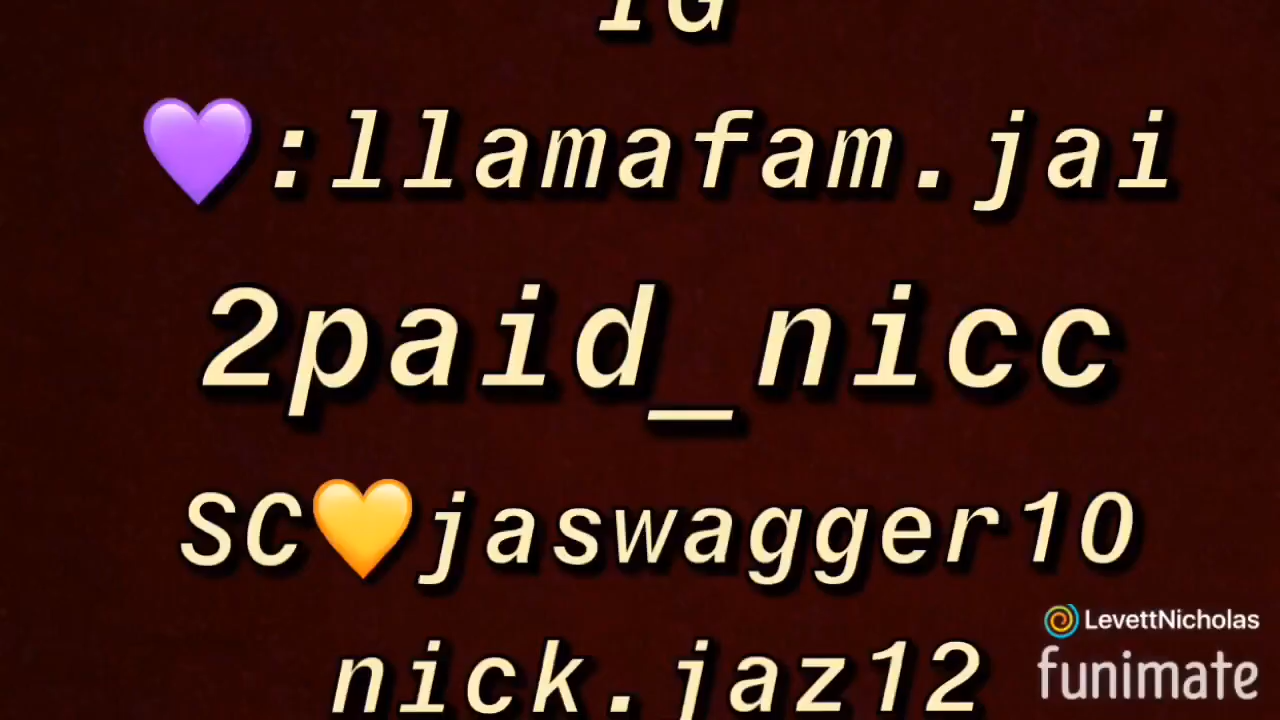 IG
💜:llamafam.jai
2paid_nicc
SC💛jaswagger10
nick.jaz12
LevettNicholas
funimate